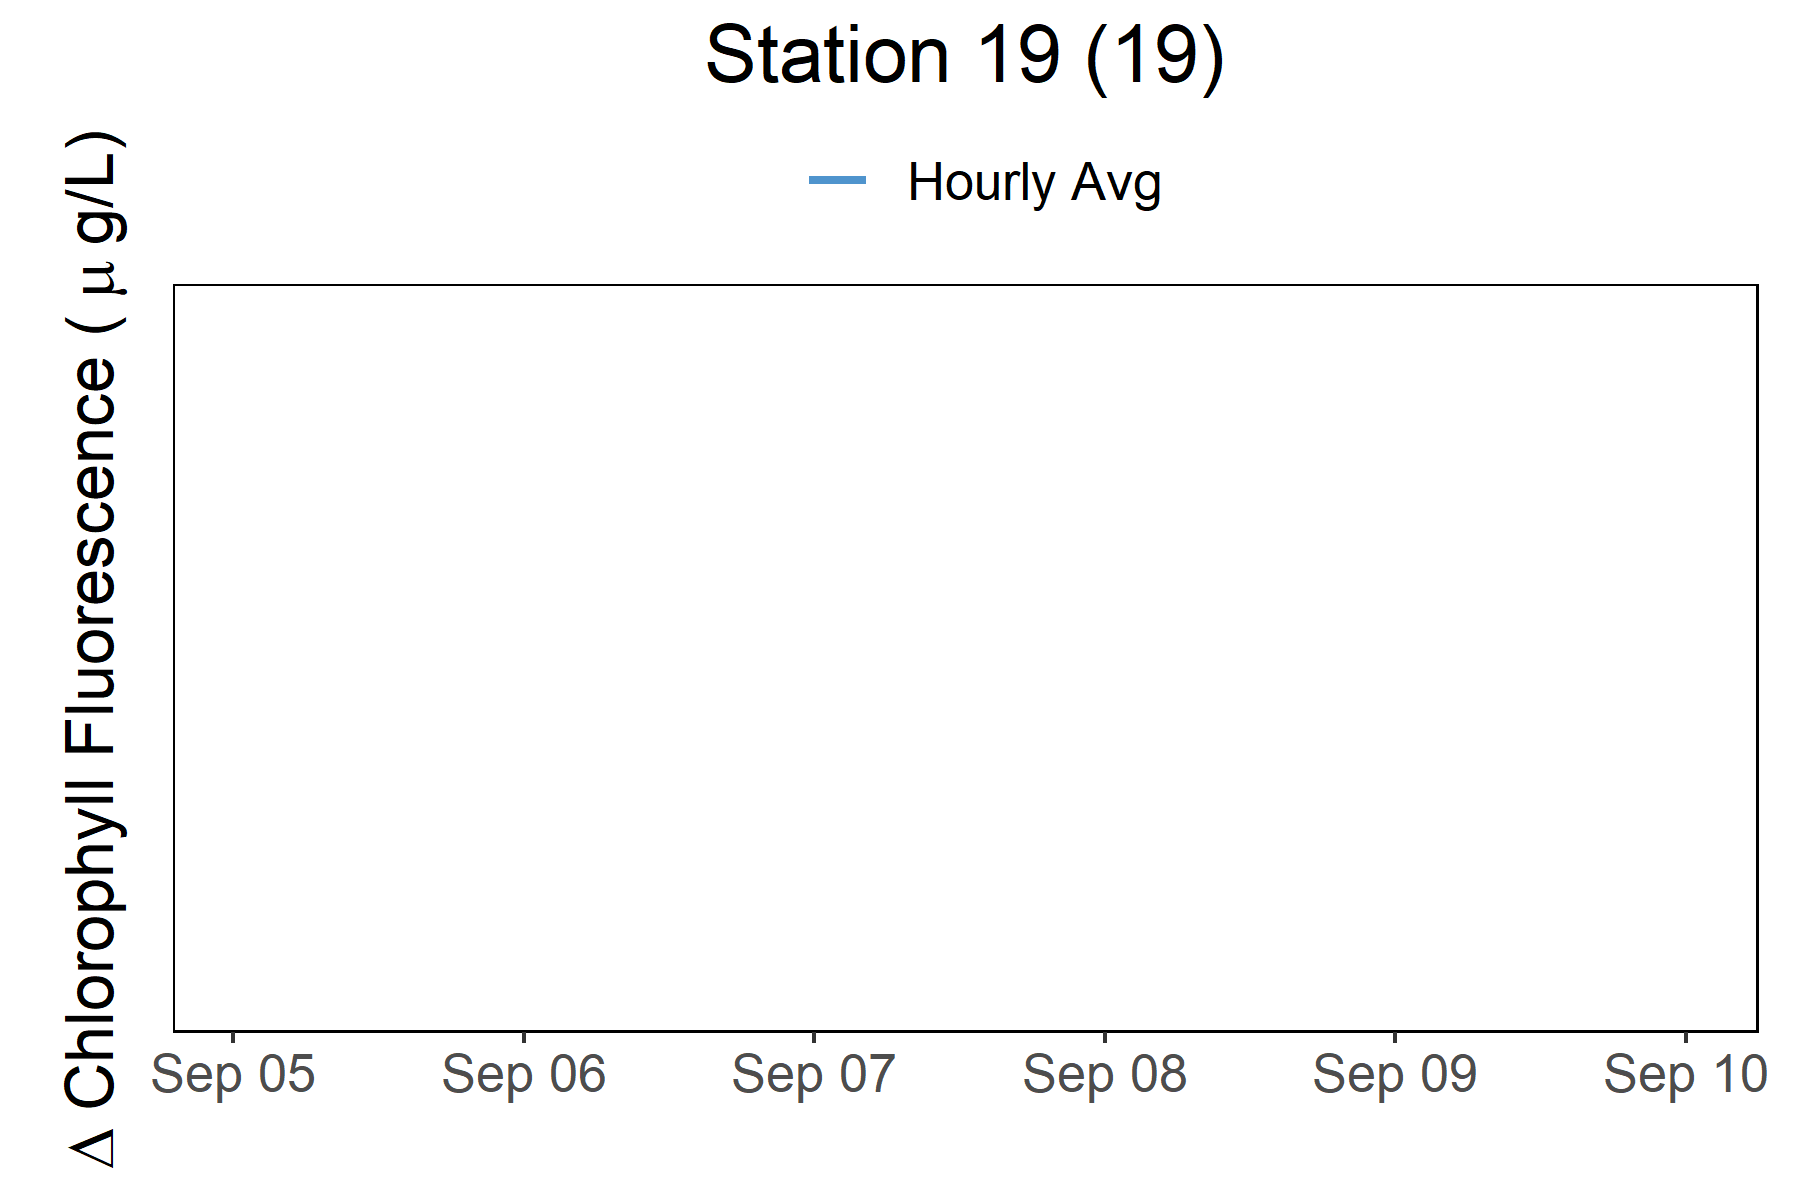 Station 19 (19)
Hourly Avg
Δ Chlorophyll Fluorescence ( μ g/L)
Sep 05 Sep 06 Sep 07 Sep 08 Sep 09 Sep 10